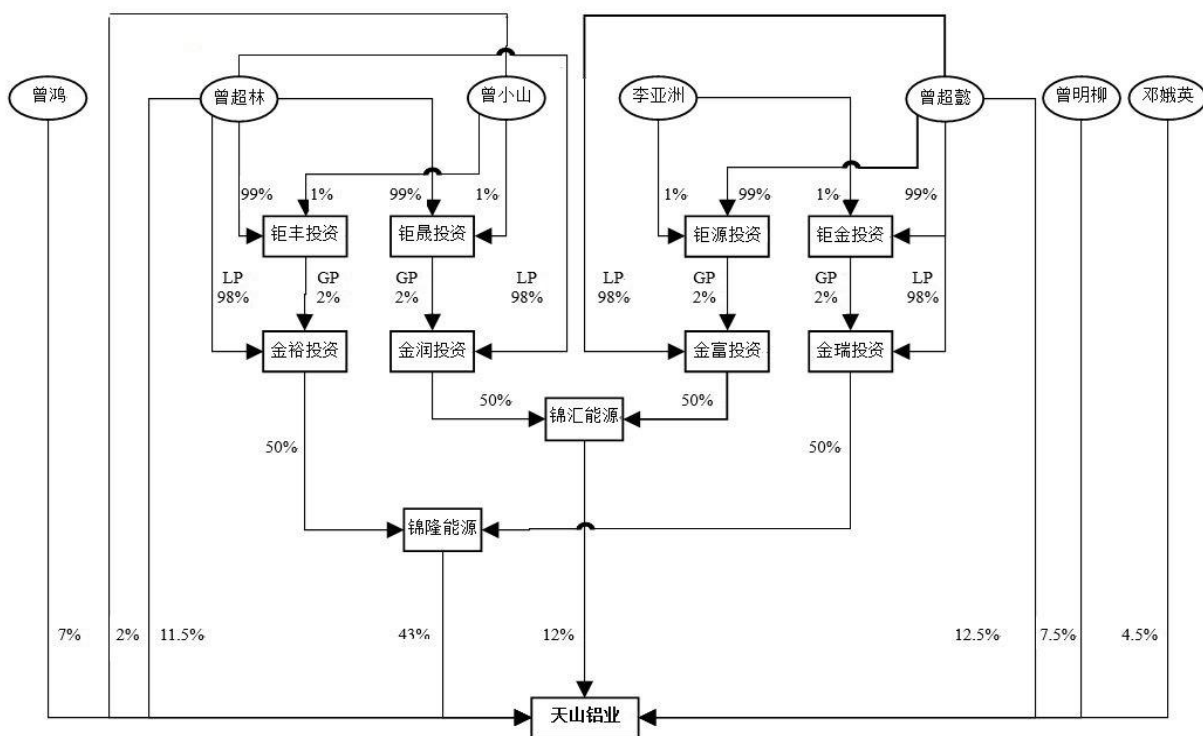 曾鸿
曾超林
曾小山
李亚洲
曾超懿
曾明柳
邓娥英
99%
1%
99%
1%
1%
99%
1%
99%
钜丰投资
钜晟投资
钜源投资
钜金投资
LP
98%
GP
2%
GP
2%
LP
98%
LP
98%
GP
2%
GP
2%
LP
98%
金裕投资
金润投资
金富投资
金瑞投资
50%
50%
锦汇能源
50%
50%
锦隆能源
7%
2%
11.5%
43%
12%
12.5%
7.5%
4.5%
天山铝业